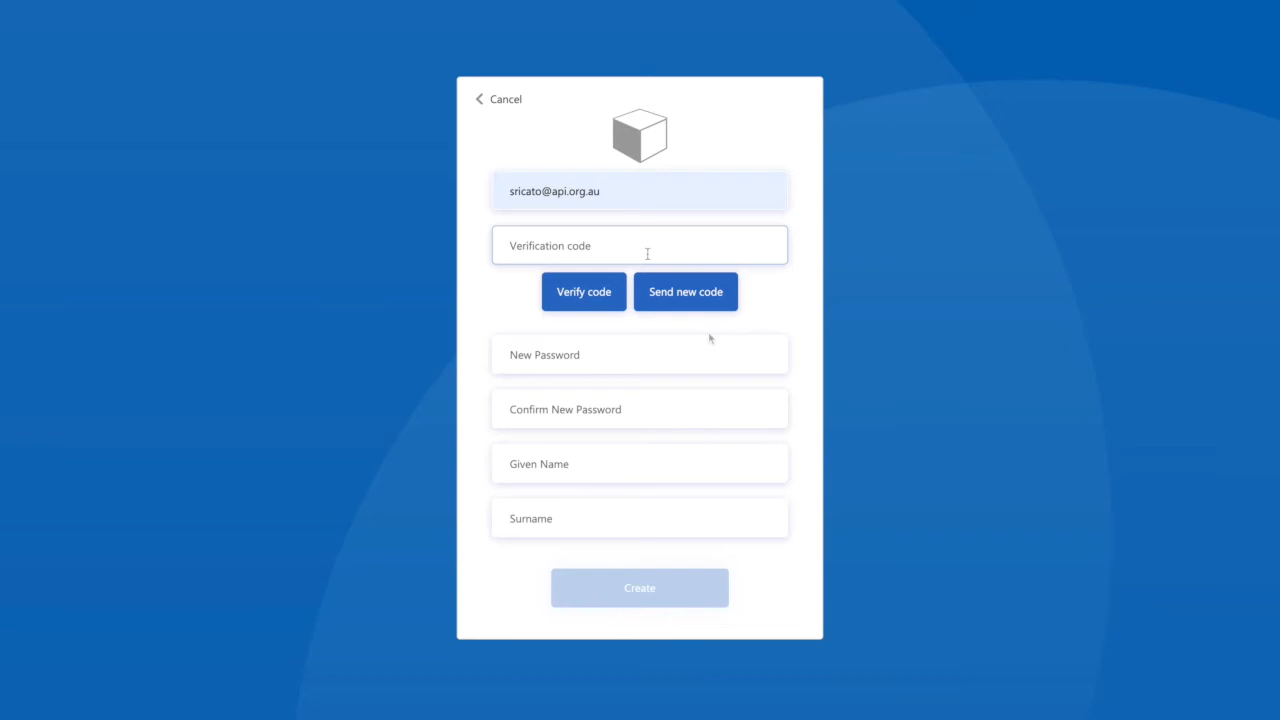 Cancel
sricato@api.org.au
Verification code
Verify code Send new code
New Password
Confirm New Password
Given Name
Surname
Create